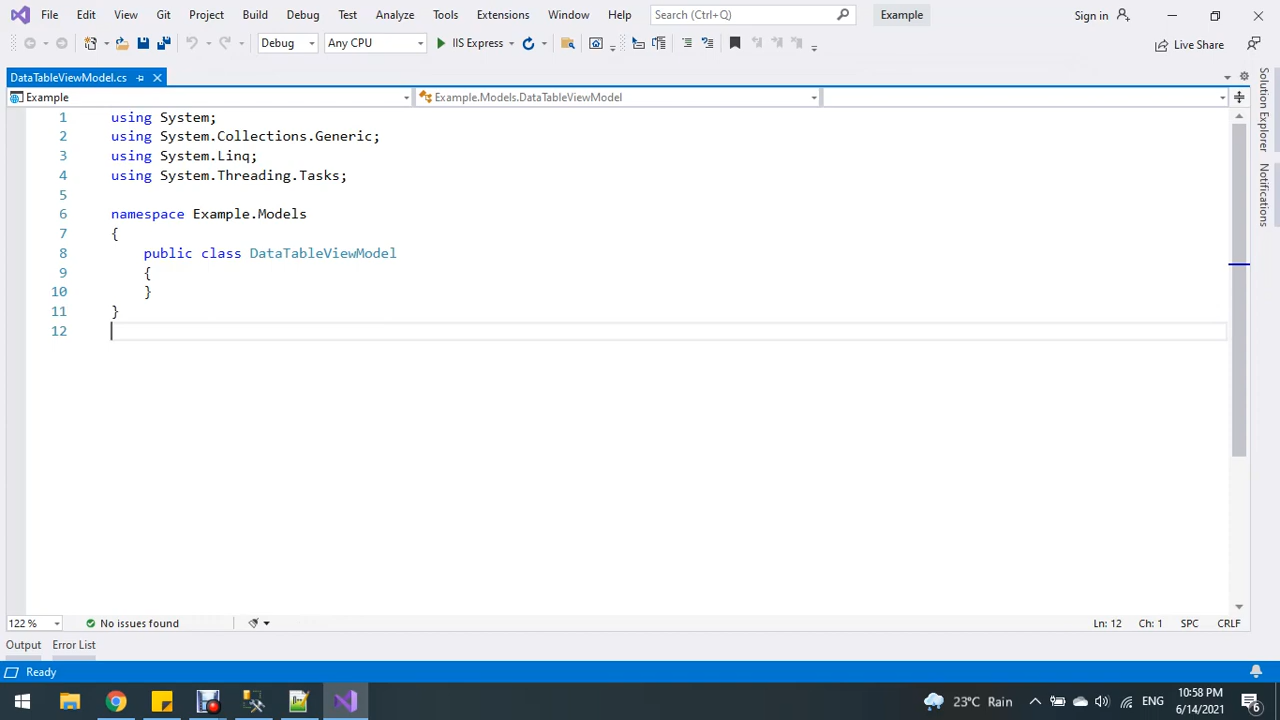 File Edit View Git Project Build Debug Test Analyze Tools Extensions Window Help Search (Ctrl+Q) Example Sign in
Debug Any CPU IIS Express Live Share
DataTableViewModel.cs
Example Example.Models.DataTableViewModel
1 using System;
2 using System.Collections.Generic;
3 using System.Linq;
4 using System.Threading.Tasks;
5
6 namespace Example.Models
7 {
8 public class DataTableViewModel
9 {
10 }
11 }
12
Solution Explorer
Notifications
122 % No issues found Ln: 12 Ch: 1 SPC CRLF
Output Error List
Ready
23°C Rain ENG 10:58 PM
6/14/2021
6